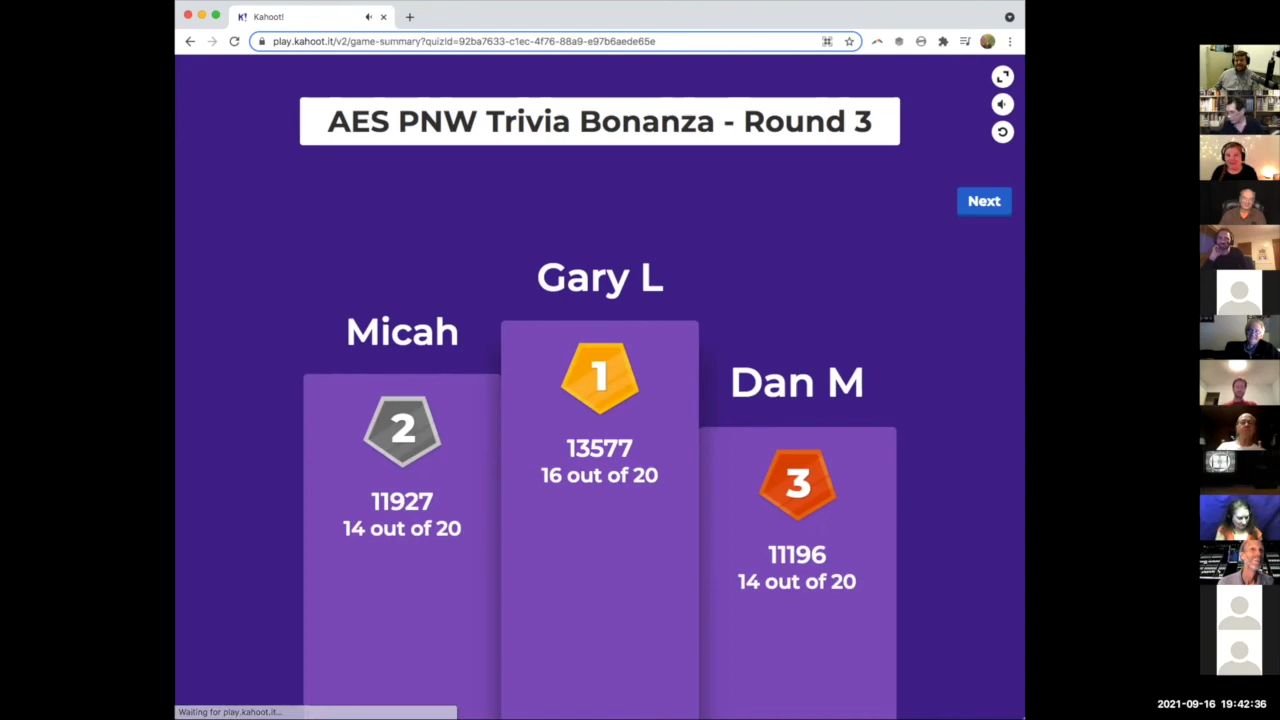 K! Kahoot!
play.kahoot.it/v2/game-summary?quizId=92ba7633-c1ec-4f76-88a9-e97b6aede65e
AES PNW Trivia Bonanza - Round 3
Next
Gary L
Micah
Dan M
1
2
3
13577
16 out of 20
11927
14 out of 20
11196
14 out of 20
Waiting for play.kahoot.it...
2021-09-16 19:42:36